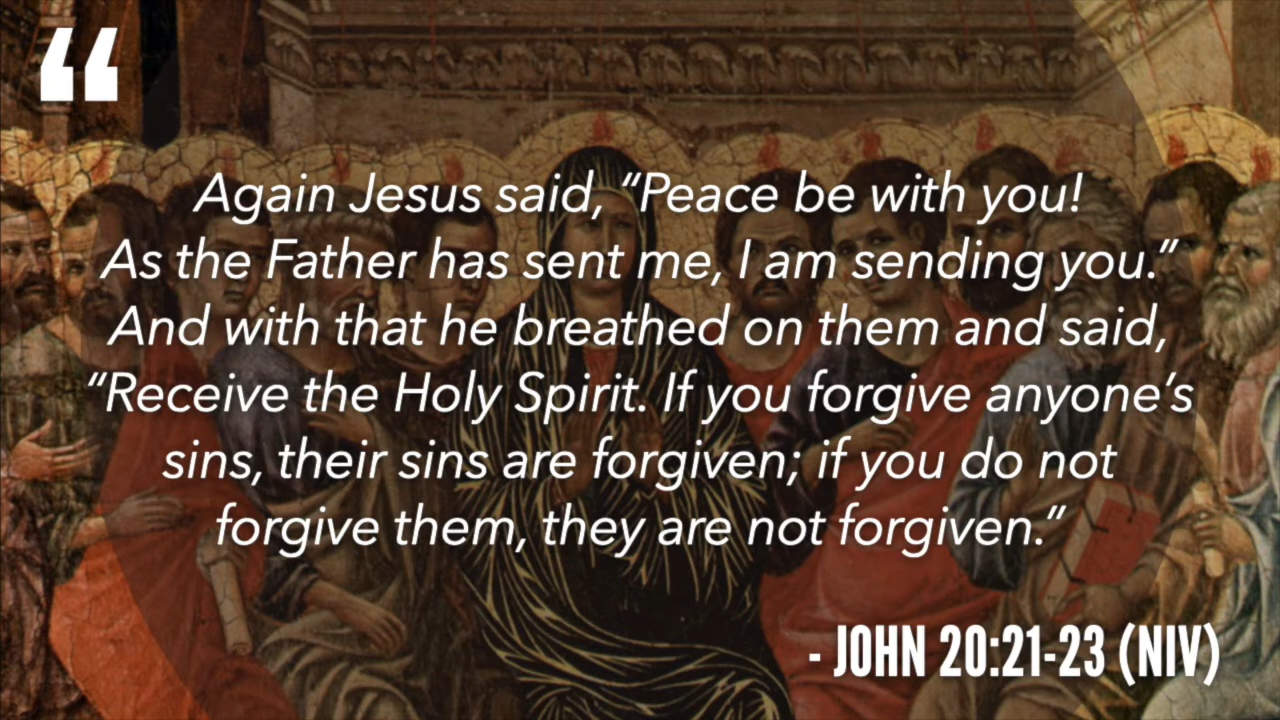 “
Again Jesus said, “Peace be with you!
As the Father has sent me, I am sending you.”
And with that he breathed on them and said,
“Receive the Holy Spirit. If you forgive anyone’s
sins, their sins are forgiven; if you do not
forgive them, they are not forgiven.”
- JOHN 20:21-23 (NIV)